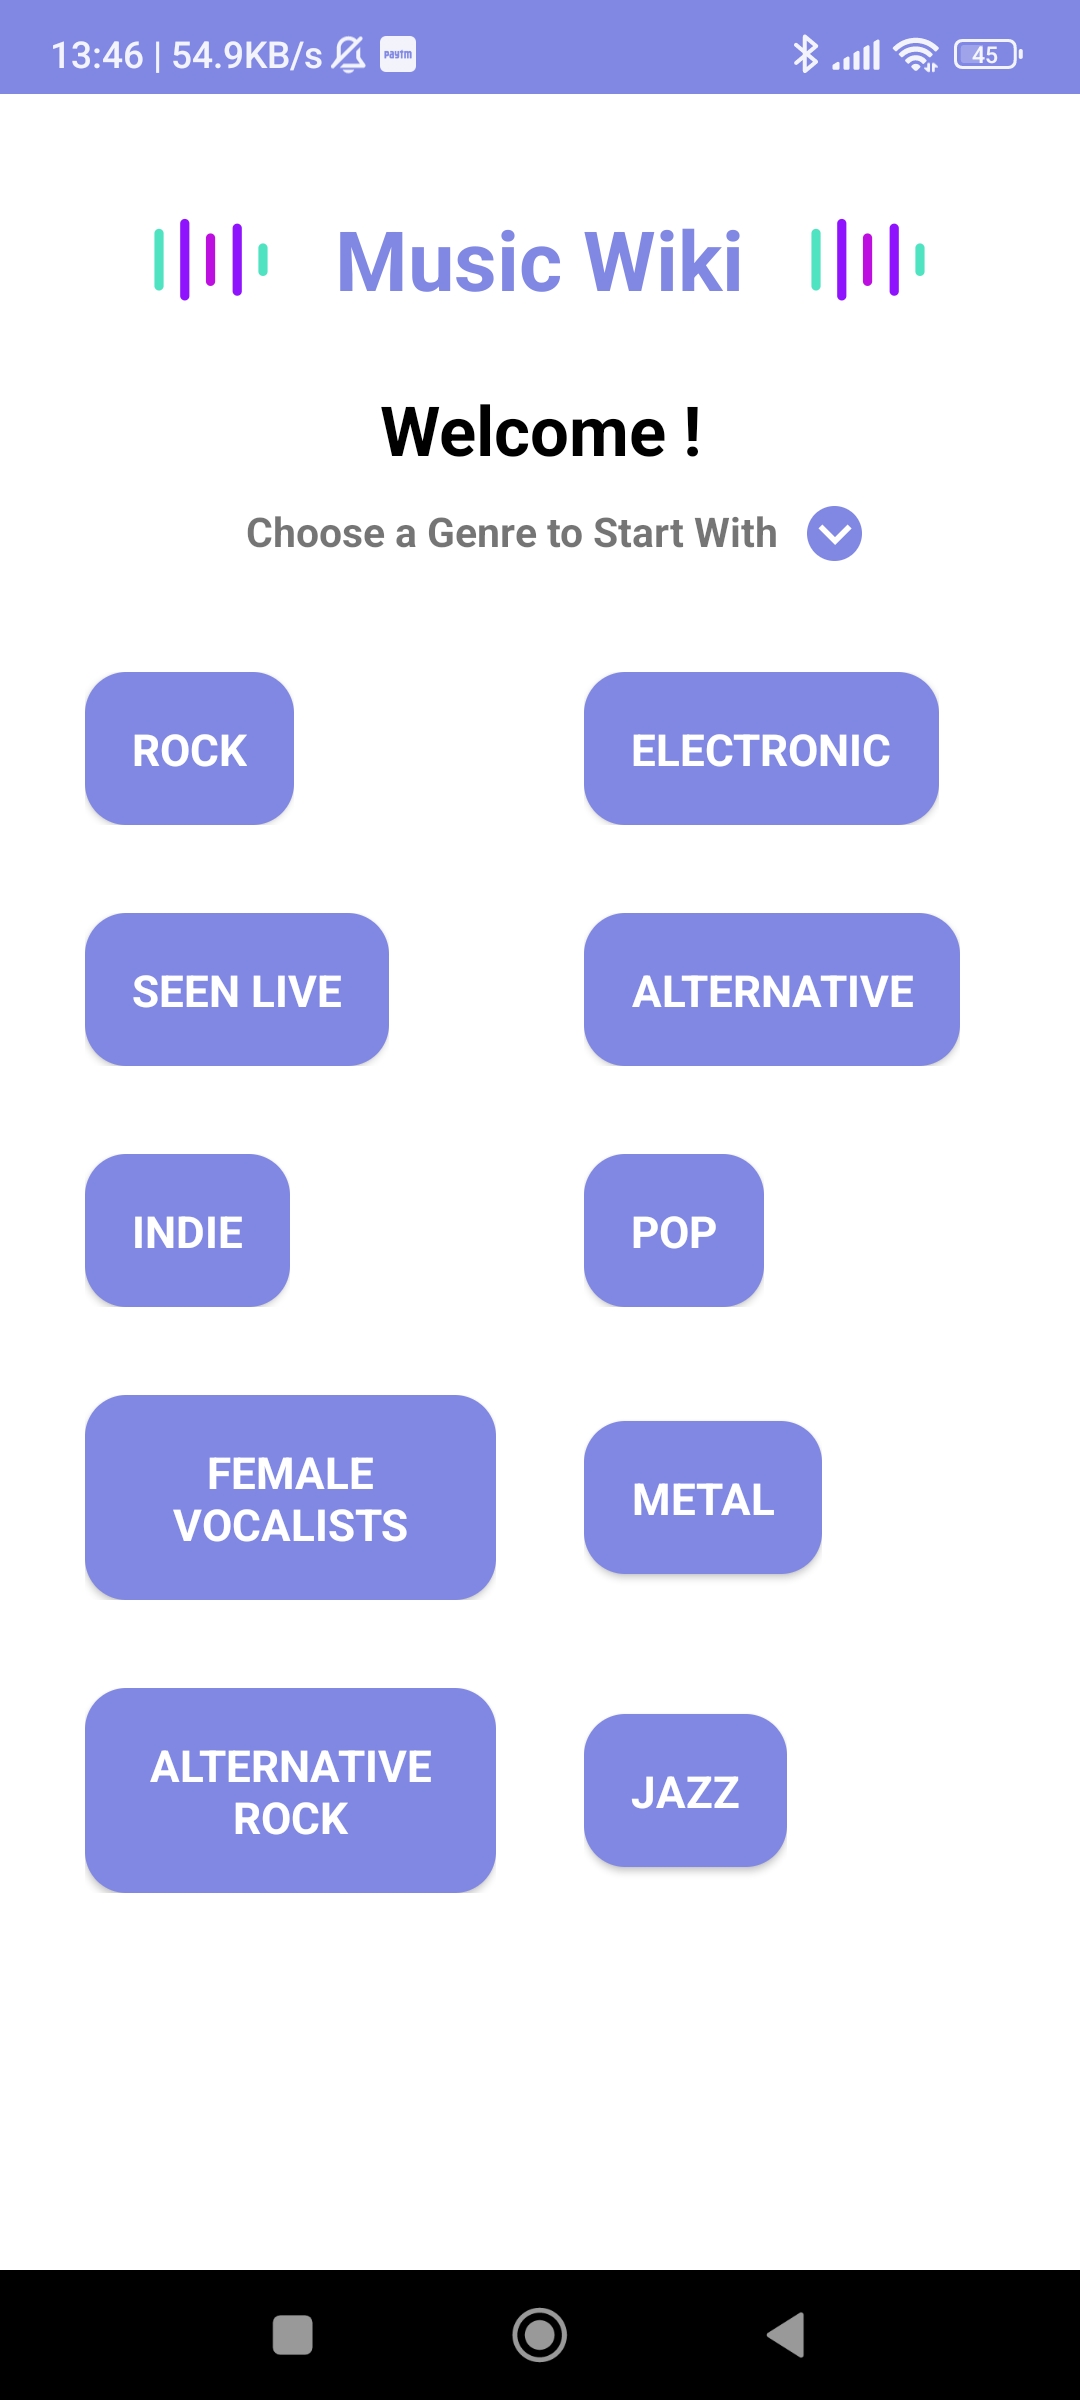 13:46 | 54.9KB/s paytm 45
Music Wiki
Welcome !
Choose a Genre to Start With
ROCK
ELECTRONIC
SEEN LIVE
ALTERNATIVE
INDIE
POP
FEMALE
VOCALISTS
METAL
ALTERNATIVE
ROCK
JAZZ